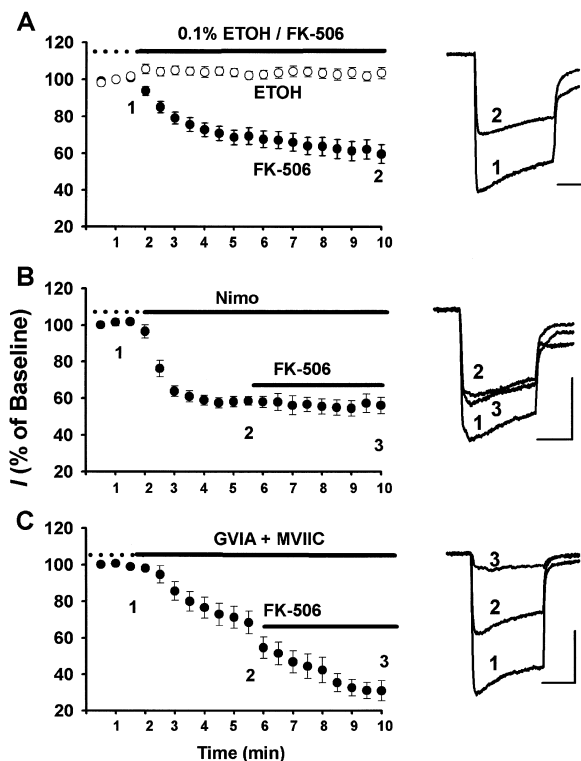 A
0.1% ETOH / FK-506
120
100
80
60
40
20
ETOH
1
FK-506
2
1 2 3 4 5 6 7 8 9 10
2
1
B
Nimo
120
100
80
60
40
20
1
FK-506
2
3
1 2 3 4 5 6 7 8 9 10
2
3
1
I (% of Baseline)
C
GVIA + MVIIC
120
100
80
60
40
20
1
FK-506
2
3
1 2 3 4 5 6 7 8 9 10
Time (min)
3
2
1